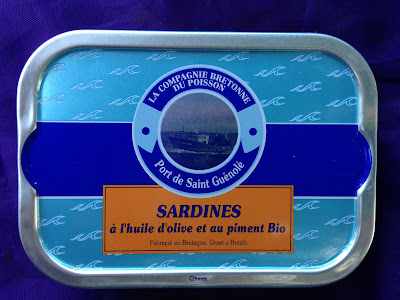 LA COMPAGNIE BRETONNE
DU POISSON
Port de Saint Guénolé
SARDINES
à l'huile d'olive et au piment Bio
Fabriqué en Bretagne, Graet e Breizh